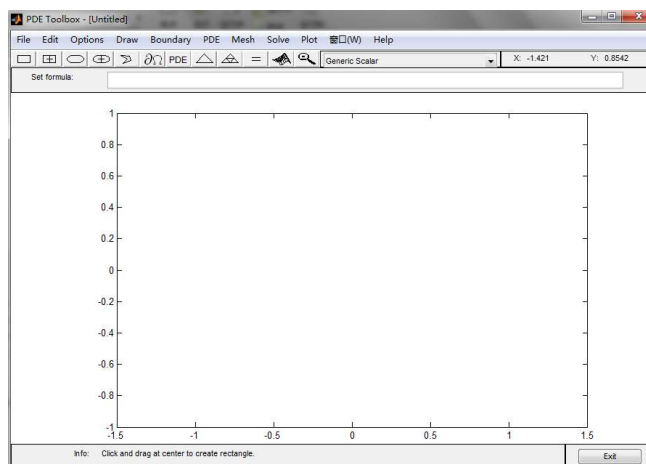 PDE Toolbox - [Untitled]
File Edit Options Draw Boundary PDE Mesh Solve Plot 窗口(W) Help
∂Ω PDE = Generic Scalar X: -1.421 Y: 0.8542
Set formula:
1
0.8
0.6
0.4
0.2
0
-0.2
-0.4
-0.6
-0.8
-1
-1.5 -1 -0.5 0 0.5 1 1.5
Info: Click and drag at center to create rectangle. Exit